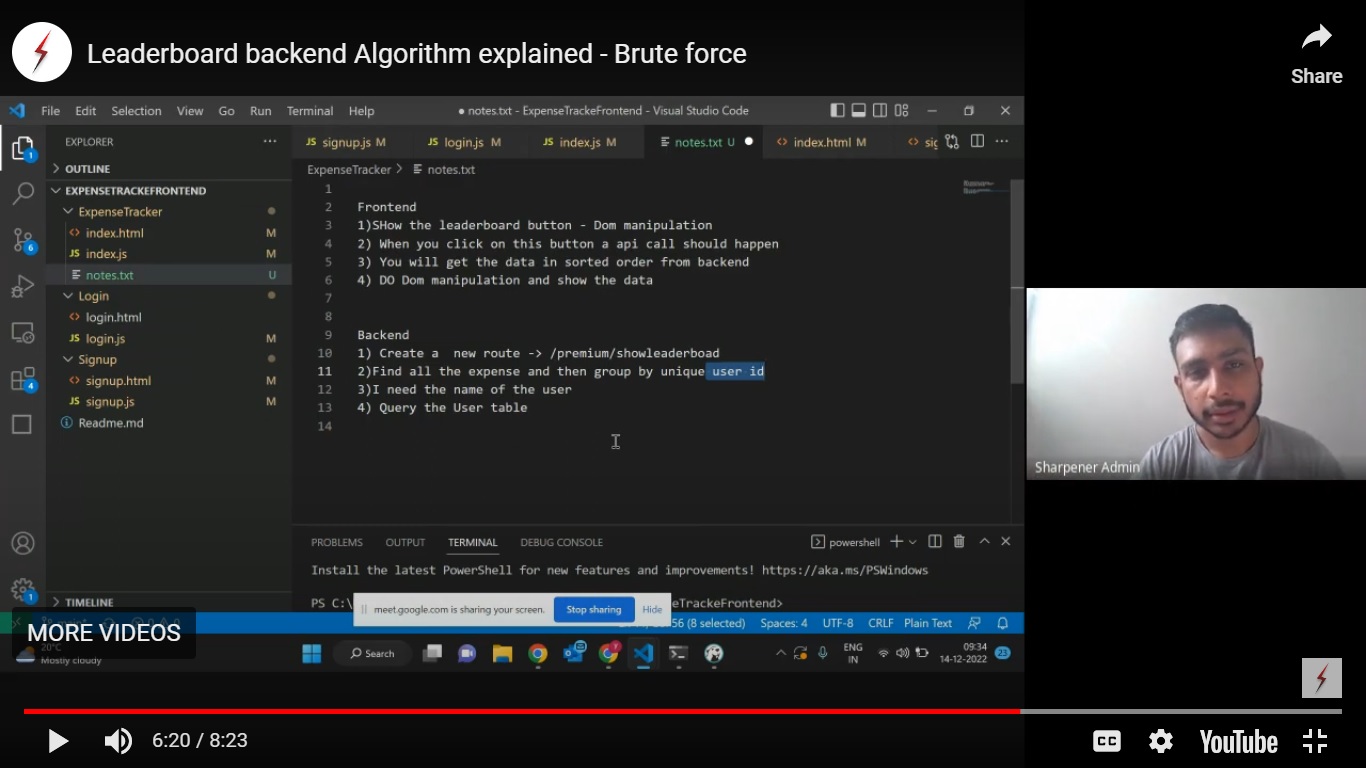 Leaderboard backend Algorithm explained - Brute force
Share
File Edit Selection View Go Run Terminal Help
● notes.txt - ExpenseTrackeFrontend - Visual Studio Code
EXPLORER
OUTLINE
EXPENSETRACKEFRONTEND
ExpenseTracker
index.html M
index.js M
notes.txt U
Login
login.html
login.js M
Signup
signup.html M
signup.js M
Readme.md
TIMELINE
1
6
4
1
JS signup.js M JS login.js M JS index.js M notes.txt U index.html M sig
ExpenseTracker > notes.txt
1
2 Frontend
3 1)SHow the leaderboard button - Dom manipulation
4 2) When you click on this button a api call should happen
5 3) You will get the data in sorted order from backend
6 4) DO Dom manipulation and show the data
7
8
9 Backend
10 1) Create a  new route -> /premium/showleaderboad
11 2)Find all the expense and then group by unique user id
12 3)I need the name of the user
13 4) Query the User table
14
PROBLEMS OUTPUT TERMINAL DEBUG CONSOLE
powershell
Install the latest PowerShell for new features and improvements! https://aka.ms/PSWindows
PS C:\ eTrackeFrontend>
meet.google.com is sharing your screen. Stop sharing Hide
56 (8 selected) Spaces: 4 UTF-8 CRLF Plain Text
MORE VIDEOS
20°C
Mostly cloudy
Search
ENG
IN
09:34
14-12-2022
23
Sharpener Admin
6:20 / 8:23
CC
YouTube